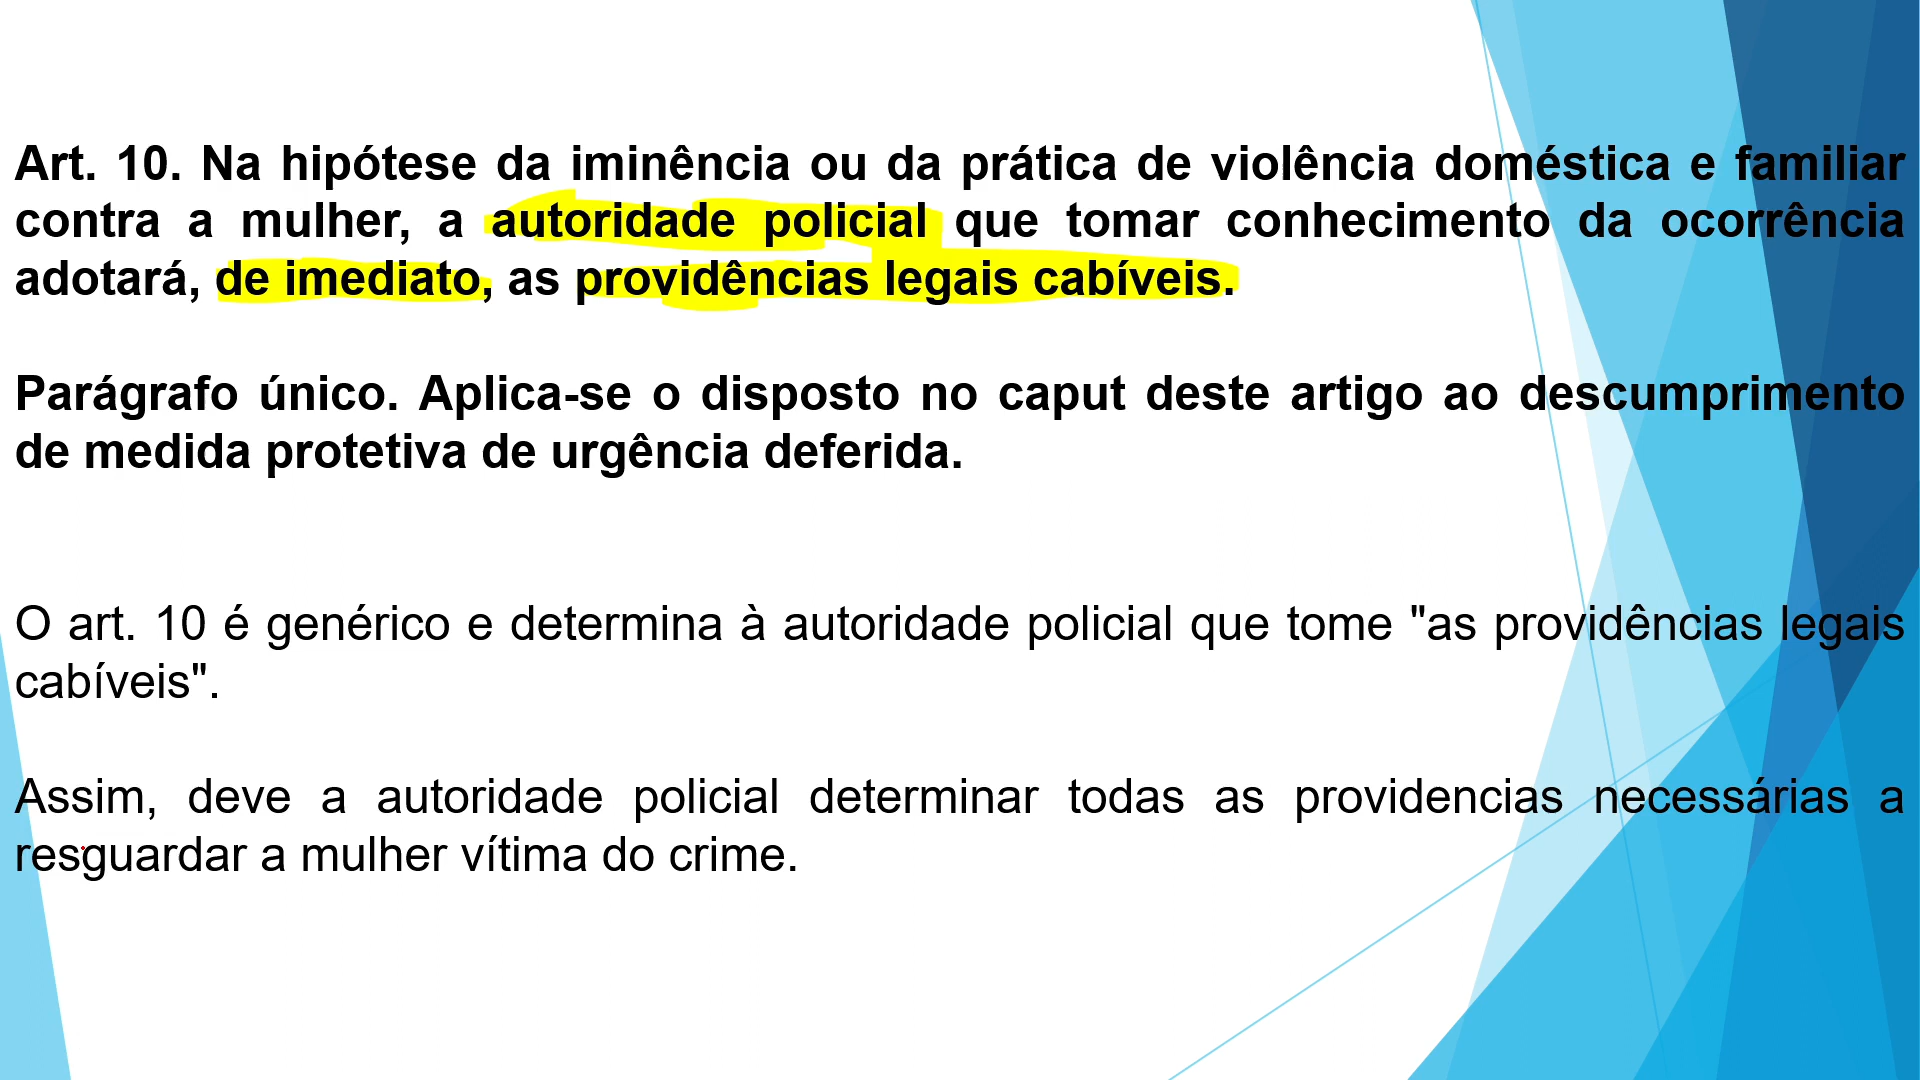 Art. 10. Na hipótese da iminência ou da prática de violência doméstica e familiar
contra a mulher, a autoridade policial que tomar conhecimento da ocorrência
adotará, de imediato, as providências legais cabíveis.
Parágrafo único. Aplica-se o disposto no caput deste artigo ao descumprimento
de medida protetiva de urgência deferida.
O art. 10 é genérico e determina à autoridade policial que tome "as providências legais
cabíveis".
Assim, deve a autoridade policial determinar todas as providencias necessárias a
resguardar a mulher vítima do crime.